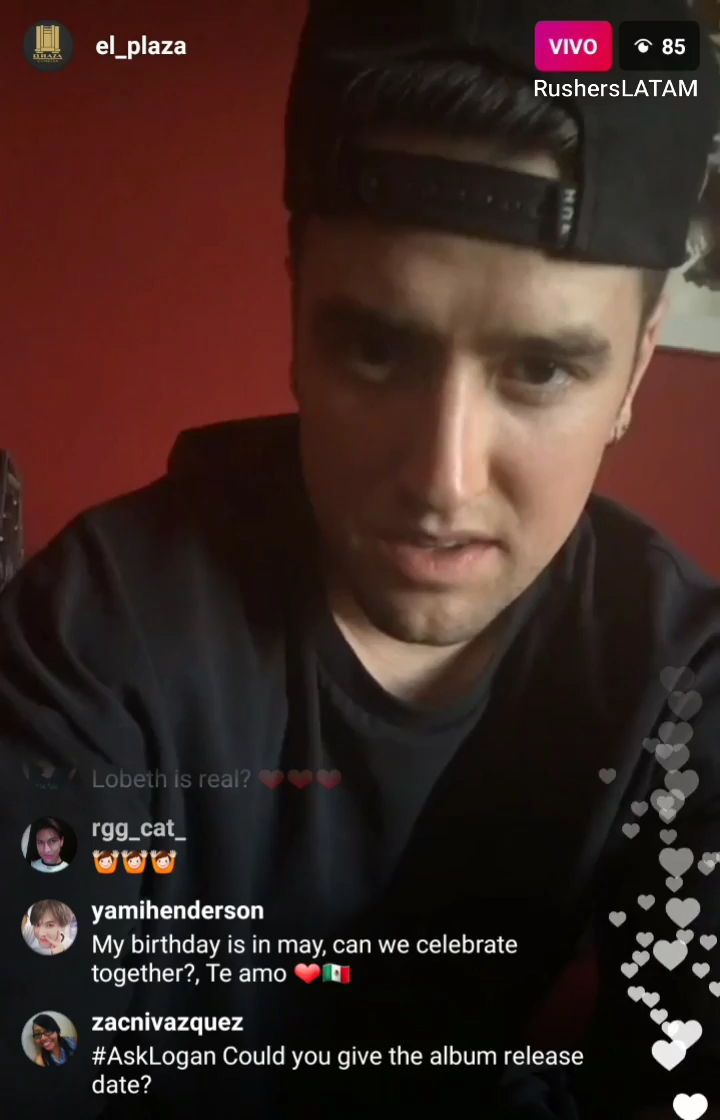 el_plaza
VIVO
85
RushersLATAM
Lobeth is real? ❤❤❤
rgg_cat_
🙌🙌🙌
yamihenderson
My birthday is in may, can we celebrate
together?, Te amo ❤🇲🇽
zacnivazquez
#AskLogan Could you give the album release
date?